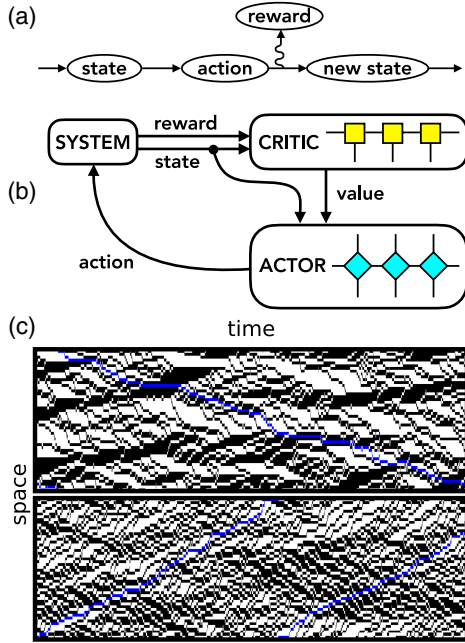 (a)
reward
state
action
new state
SYSTEM
reward
state
CRITIC
(b)
value
action
ACTOR
(c)
time
space